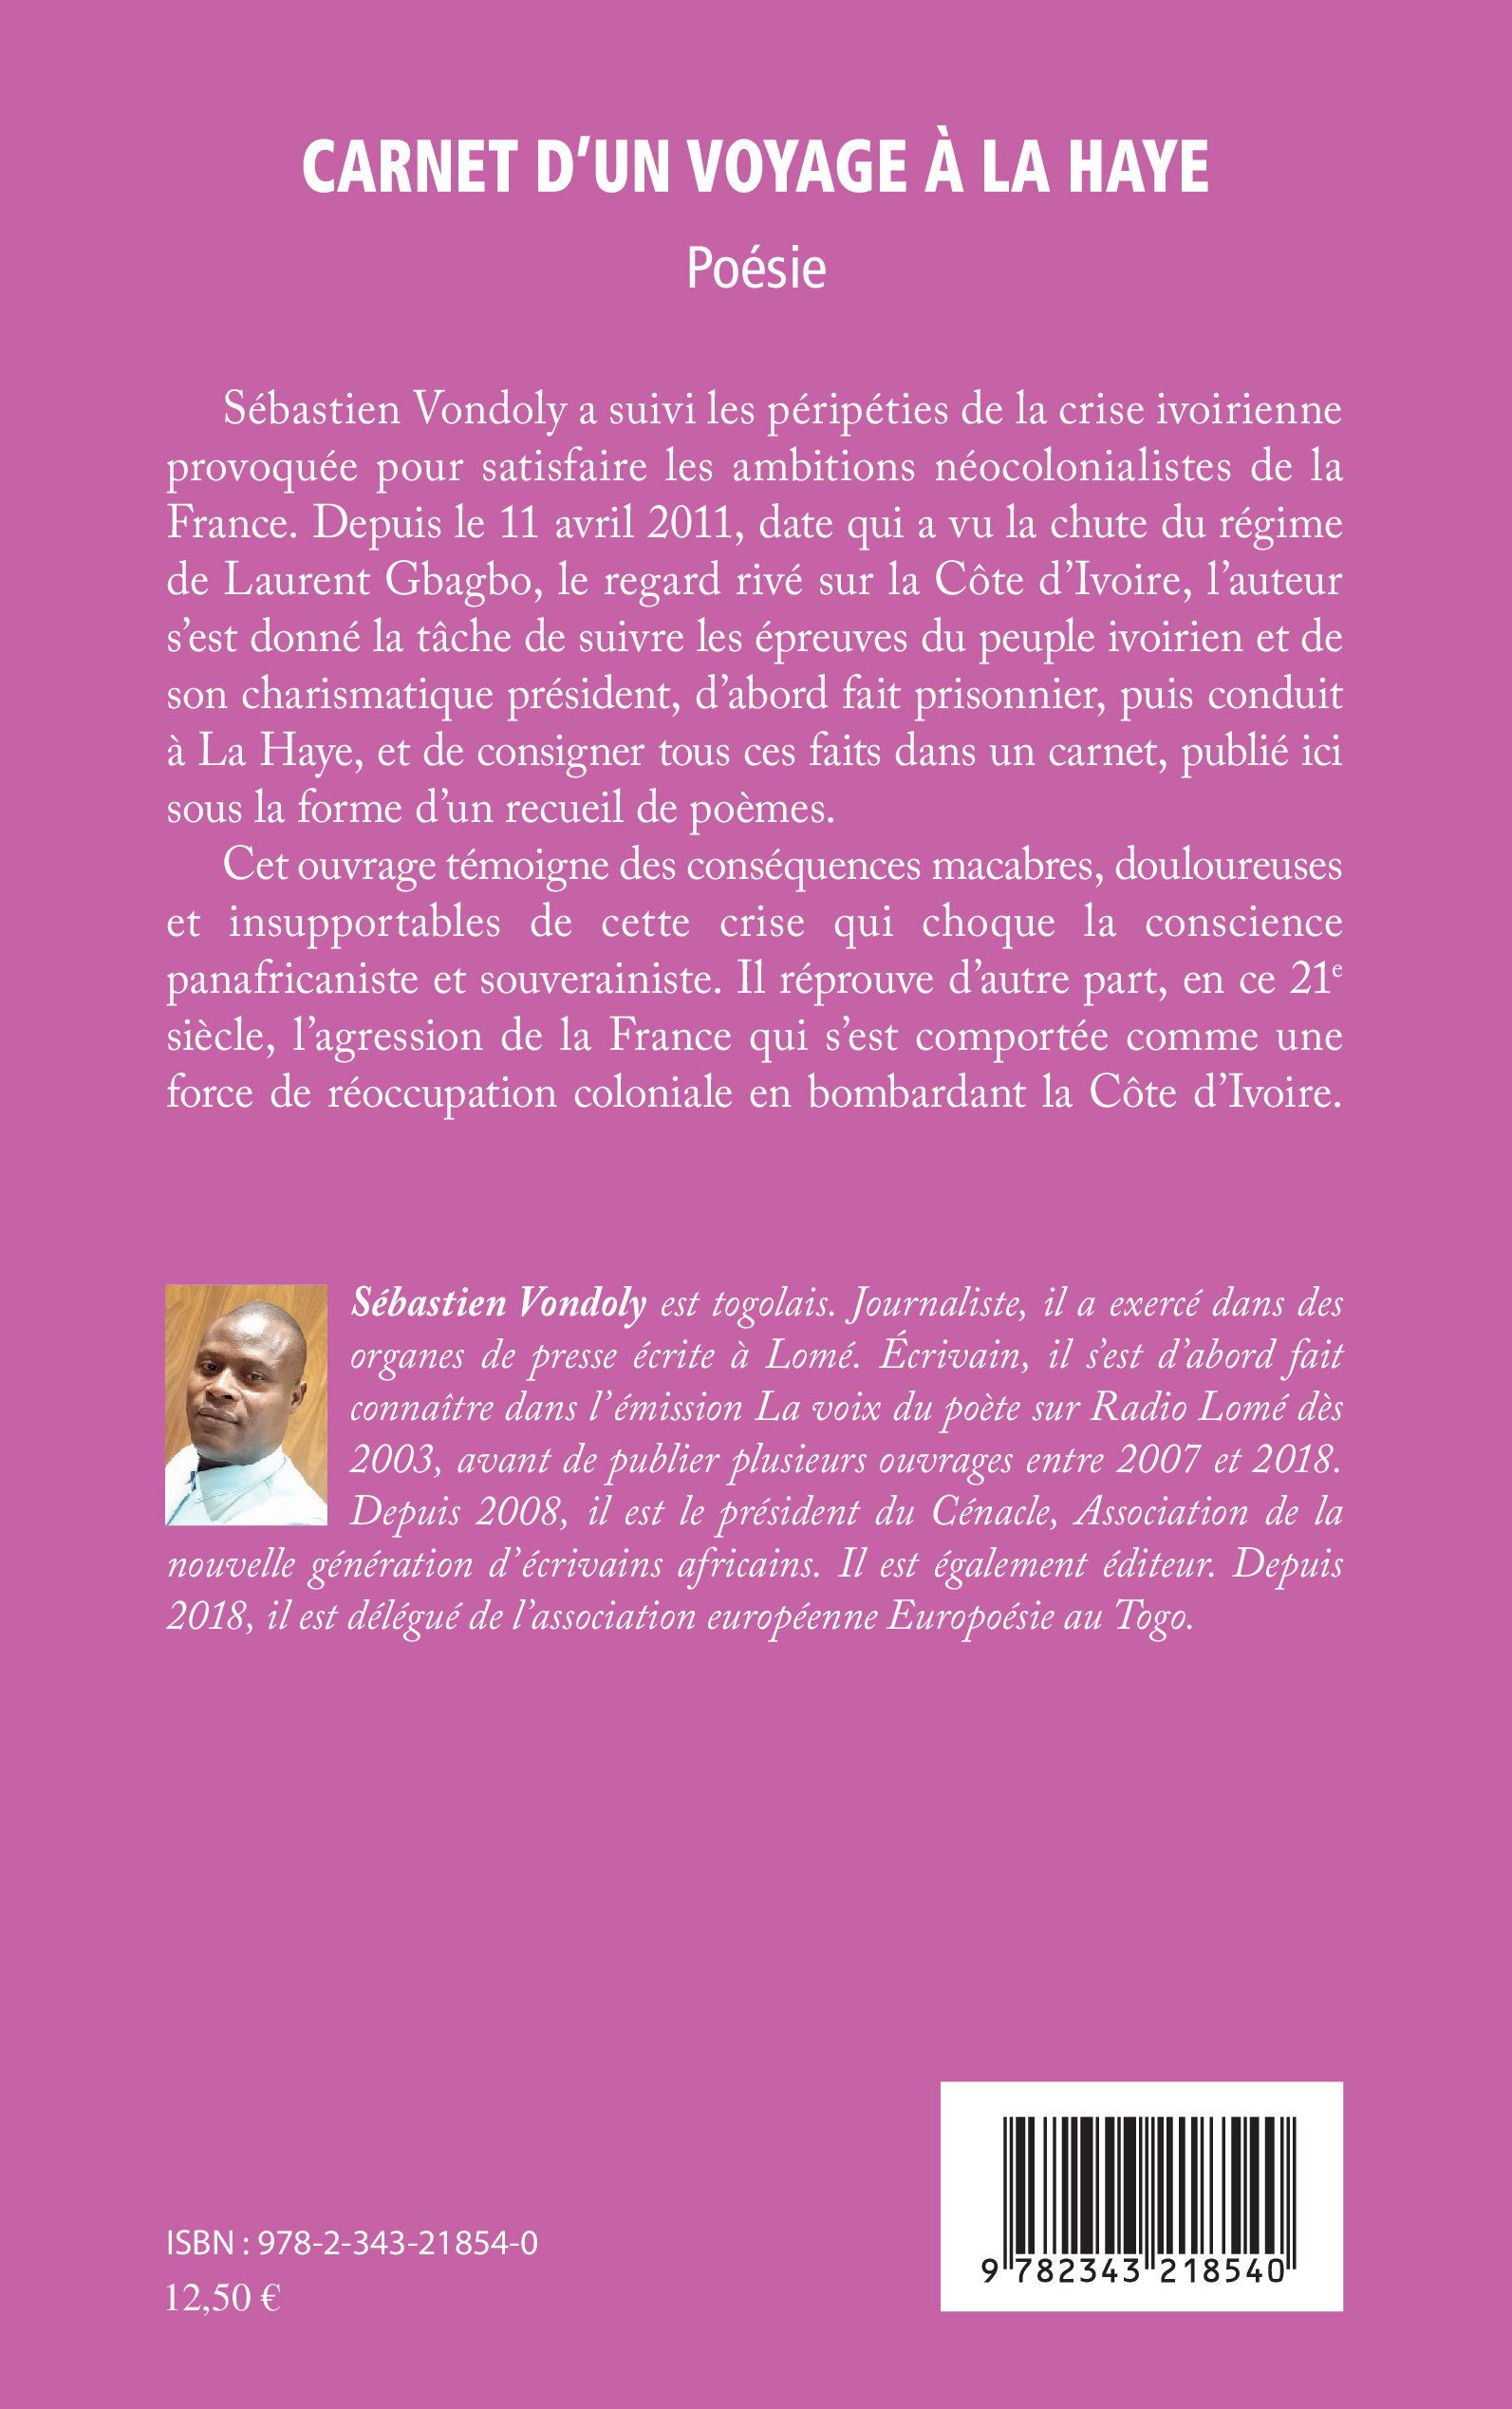 CARNET D’UN VOYAGE À LA HAYE
Poésie
Sébastien Vondoly a suivi les péripéties de la crise ivoirienne
provoquée pour satisfaire les ambitions néocolonialistes de la
France. Depuis le 11 avril 2011, date qui a vu la chute du régime
de Laurent Gbagbo, le regard rivé sur la Côte d’Ivoire, l’auteur
s’est donné la tâche de suivre les épreuves du peuple ivoirien et de
son charismatique président, d’abord fait prisonnier, puis conduit
à La Haye, et de consigner tous ces faits dans un carnet, publié ici
sous la forme d’un recueil de poèmes.
Cet ouvrage témoigne des conséquences macabres, douloureuses
et insupportables de cette crise qui choque la conscience
panafricaniste et souverainiste. Il réprouve d’autre part, en ce 21e
siècle, l’agression de la France qui s’est comportée comme une
force de réoccupation coloniale en bombardant la Côte d’Ivoire.
Sébastien Vondoly est togolais. Journaliste, il a exercé dans des
organes de presse écrite à Lomé. Écrivain, il s’est d’abord fait
connaître dans l’émission La voix du poète sur Radio Lomé dès
2003, avant de publier plusieurs ouvrages entre 2007 et 2018.
Depuis 2008, il est le président du Cénacle, Association de la
nouvelle génération d’écrivains africains. Il est également éditeur. Depuis
2018, il est délégué de l’association européenne Europoésie au Togo.
ISBN : 978-2-343-21854-0
12,50 €
9 782343 218540